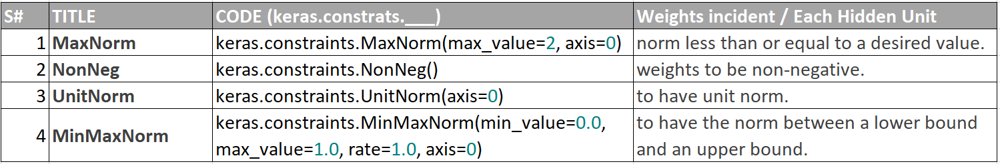 S# TITLE CODE (keras.constrats.___) Weights incident / Each Hidden Unit
1 MaxNorm keras.constraints.MaxNorm(max_value=2, axis=0) norm less than or equal to a desired value.
2 NonNeg keras.constraints.NonNeg() weights to be non-negative.
3 UnitNorm keras.constraints.UnitNorm(axis=0) to have unit norm.
4 MinMaxNorm keras.constraints.MinMaxNorm(min_value=0.0,
max_value=1.0, rate=1.0, axis=0)
to have the norm between a lower bound
and an upper bound.